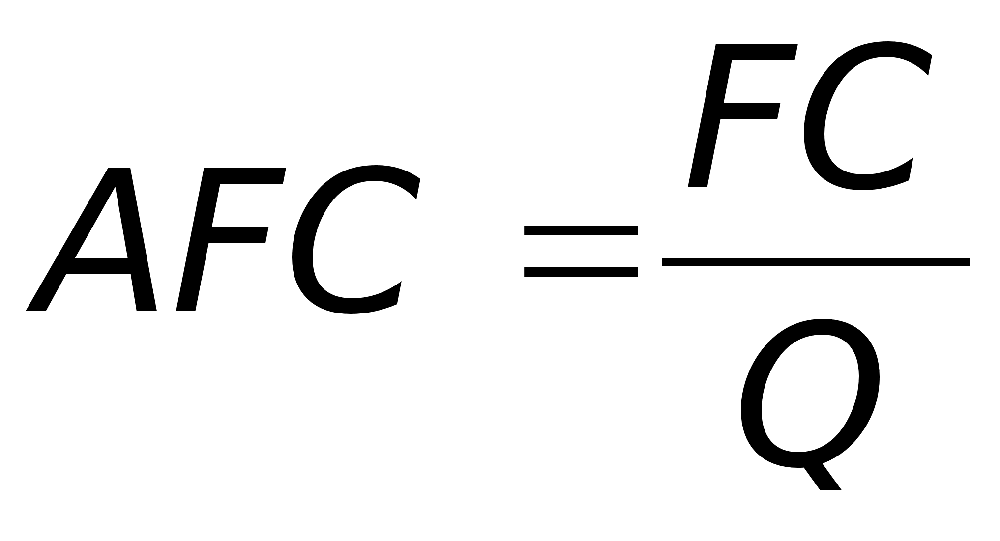 AFC = FC / Q